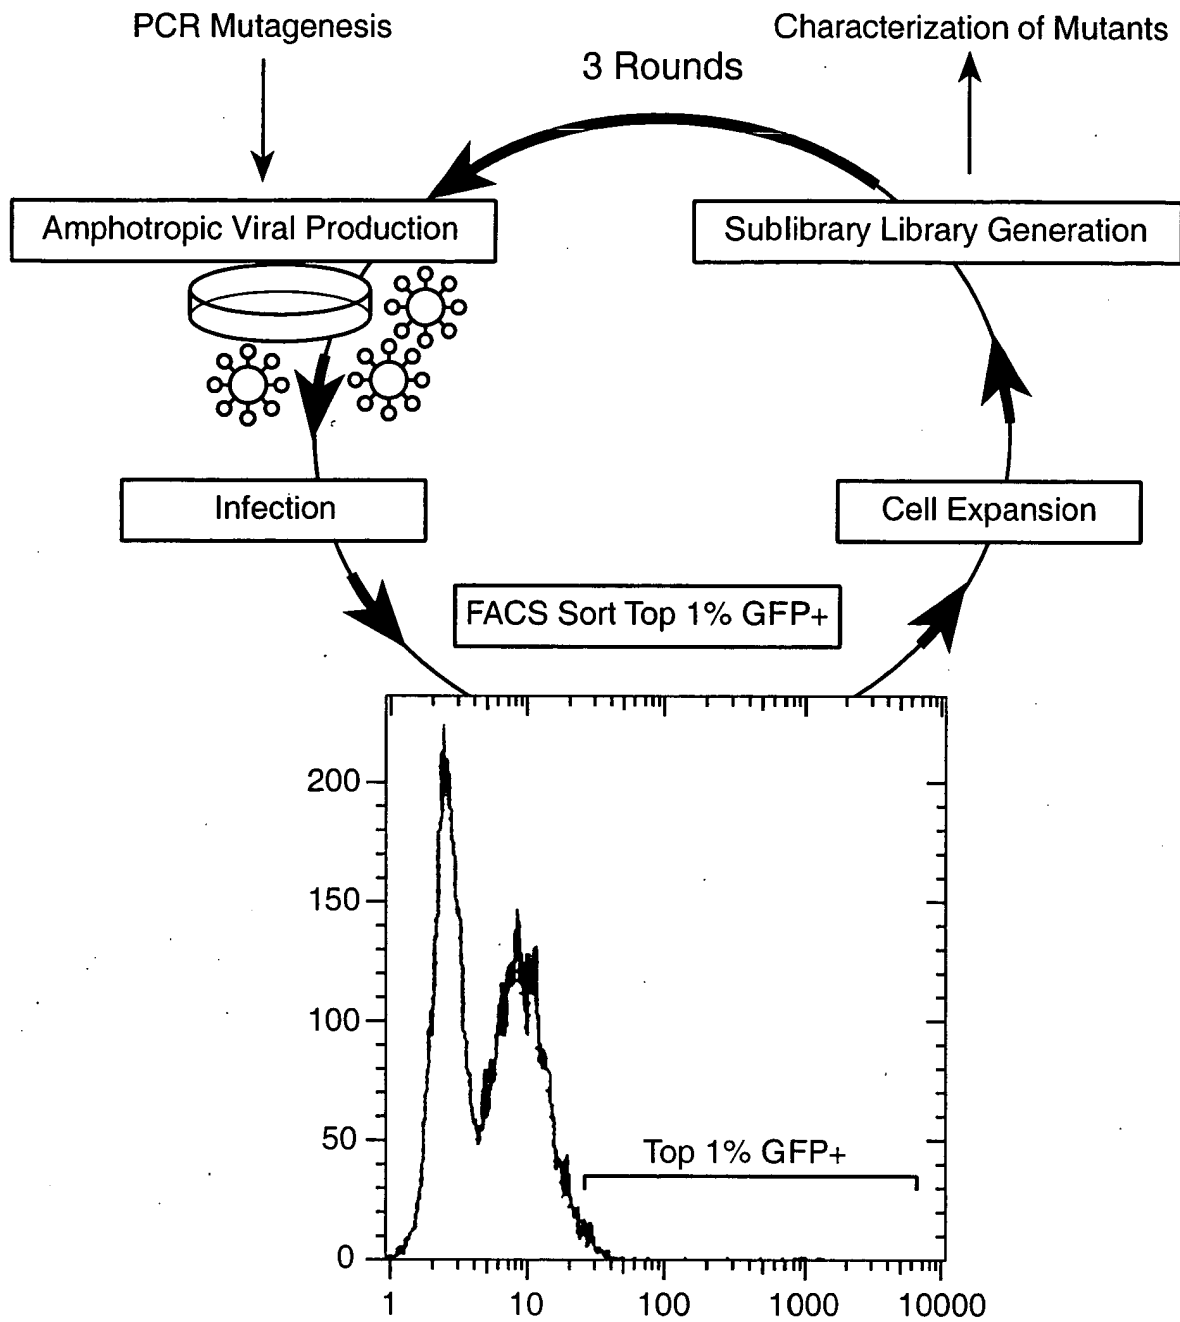 PCR Mutagenesis
Characterization of Mutants
3 Rounds
Amphotropic Viral Production
Sublibrary Library Generation
Infection
Cell Expansion
FACS Sort Top 1% GFP+
200
150
100
50
0
Top 1% GFP+
1 10 100 1000 10000